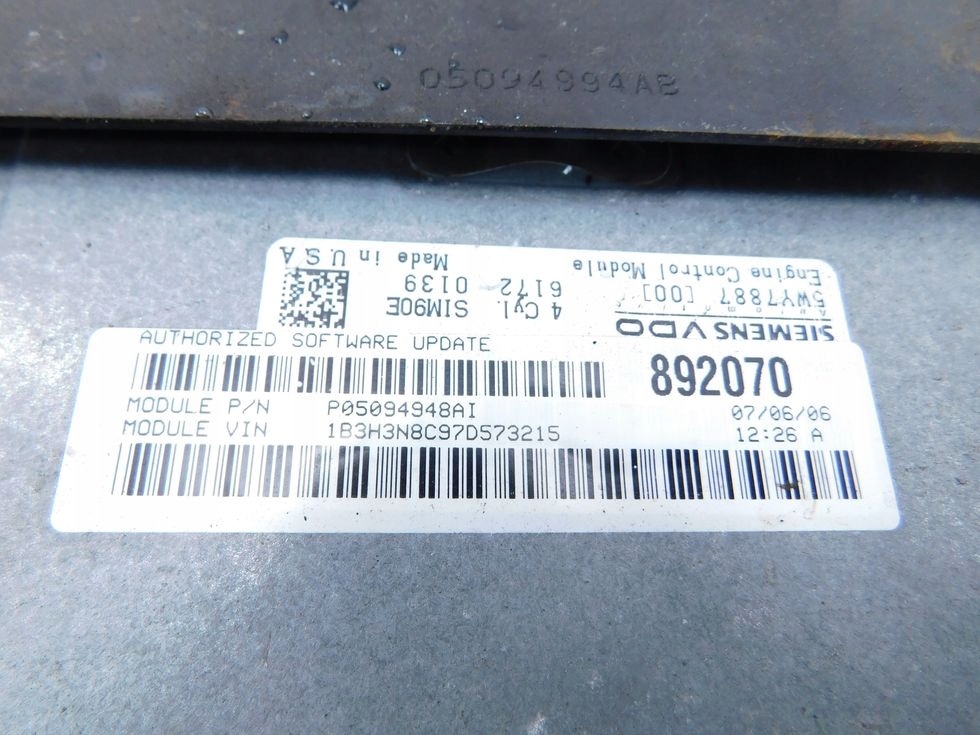 05094994AB
SIEMENS VDO
Automotive
5WY7887 [00]
Engine Control Module
4 Cyl. SIM90E
6172 0139
Made in U.S.A
AUTHORIZED SOFTWARE UPDATE
892070
MODULE P/N P05094948AI
07/06/06
MODULE VIN 1B3H3N8C97D573215
12:26 A